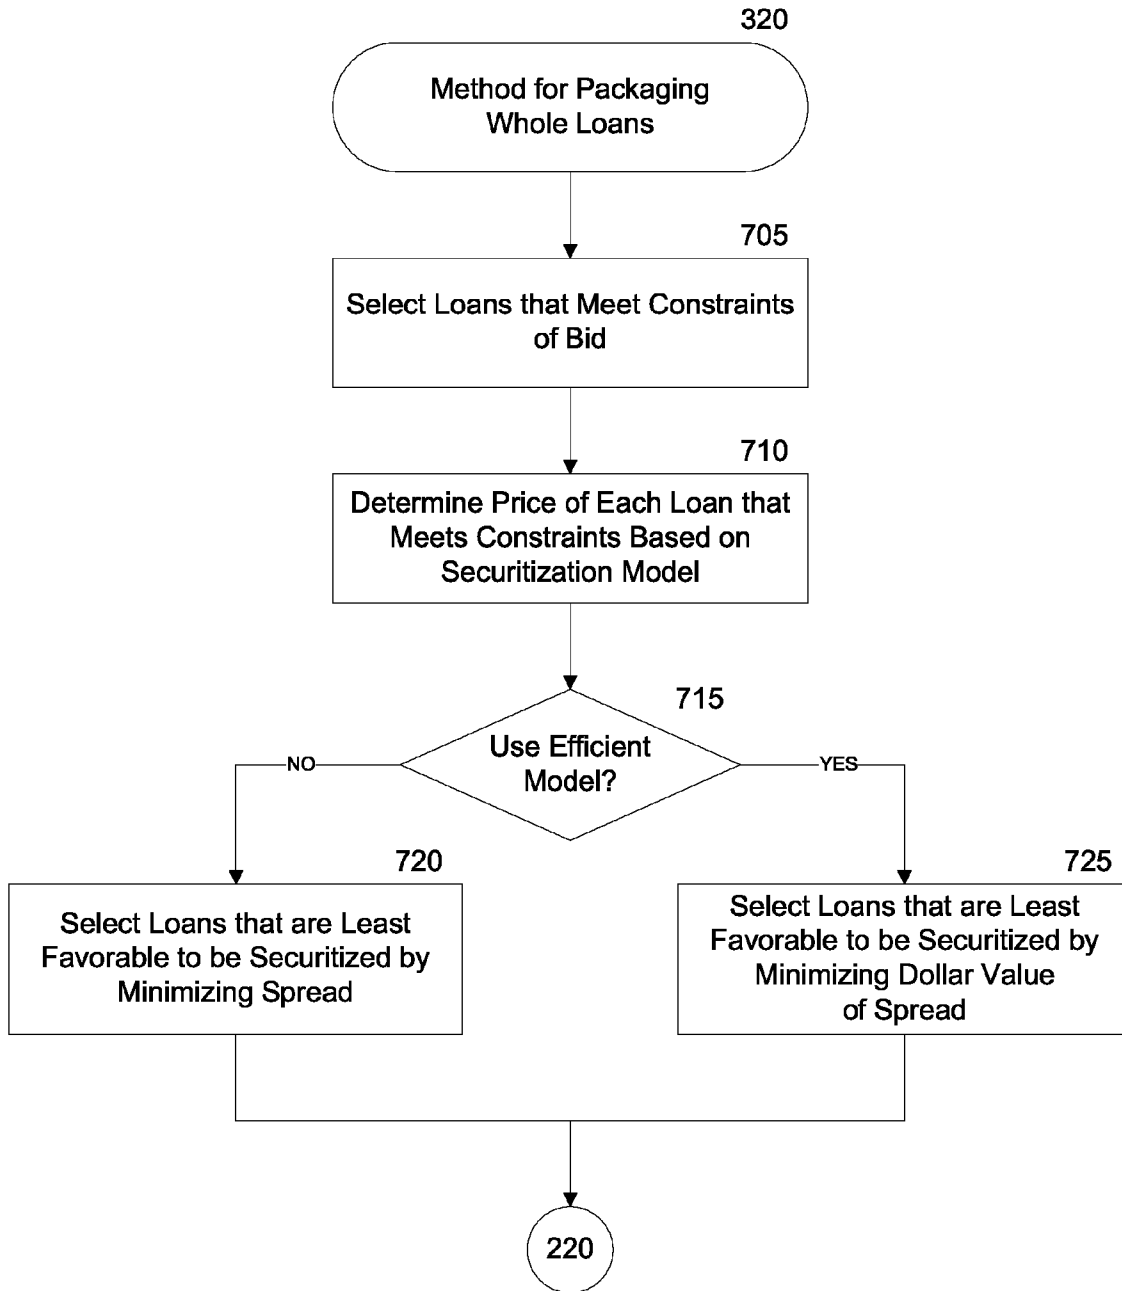 320
Method for Packaging
Whole Loans
705
Select Loans that Meet Constraints
of Bid
710
Determine Price of Each Loan that
Meets Constraints Based on
Securitization Model
715
Use Efficient
Model?
NO
YES
720
Select Loans that are Least
Favorable to be Securitized by
Minimizing Spread
725
Select Loans that are Least
Favorable to be Securitized by
Minimizing Dollar Value
of Spread
220